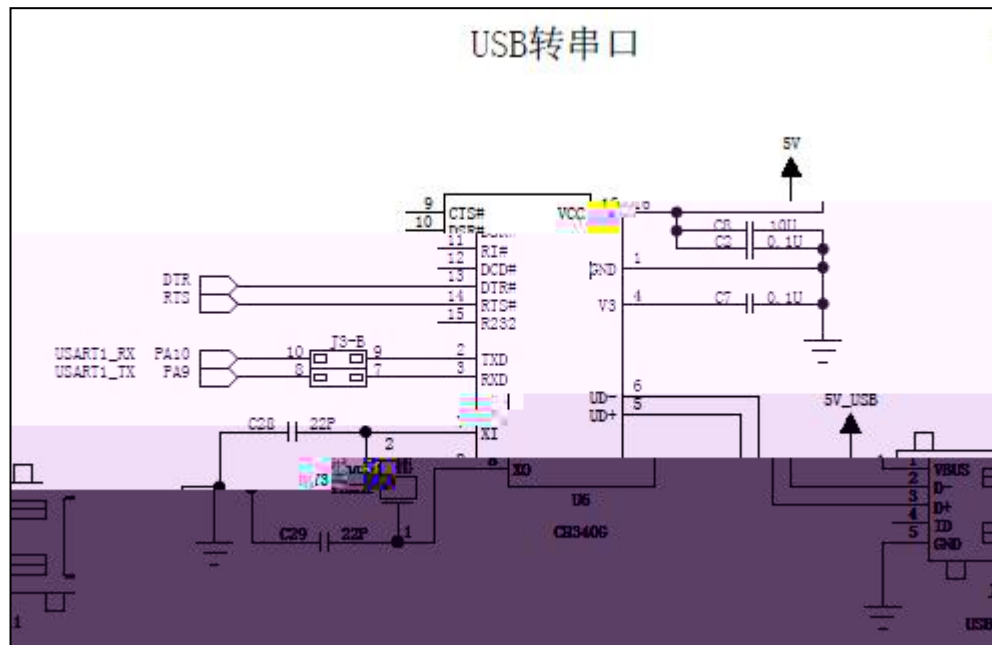 USB转串口
5V
9 CTS# VCC
10 DSR# C8 10U
11 RI# C2 0.1U
12 DCD# GND 1
DTR 13 DTR#
RTS 14 RTS# V3 4 C7 0.1U
15 R232
J3-B
USART1_RX PA10 10 9 2 TXD
USART1_TX PA9 8 7 3 RXD
UD- 6
UD+ 5 5V_USB
C28 22P XI
2
8 XO 1 VBUS
2 D-
U6 3 D+
C29 22P 1 CH340G 4 ID
5 GND
1 USB